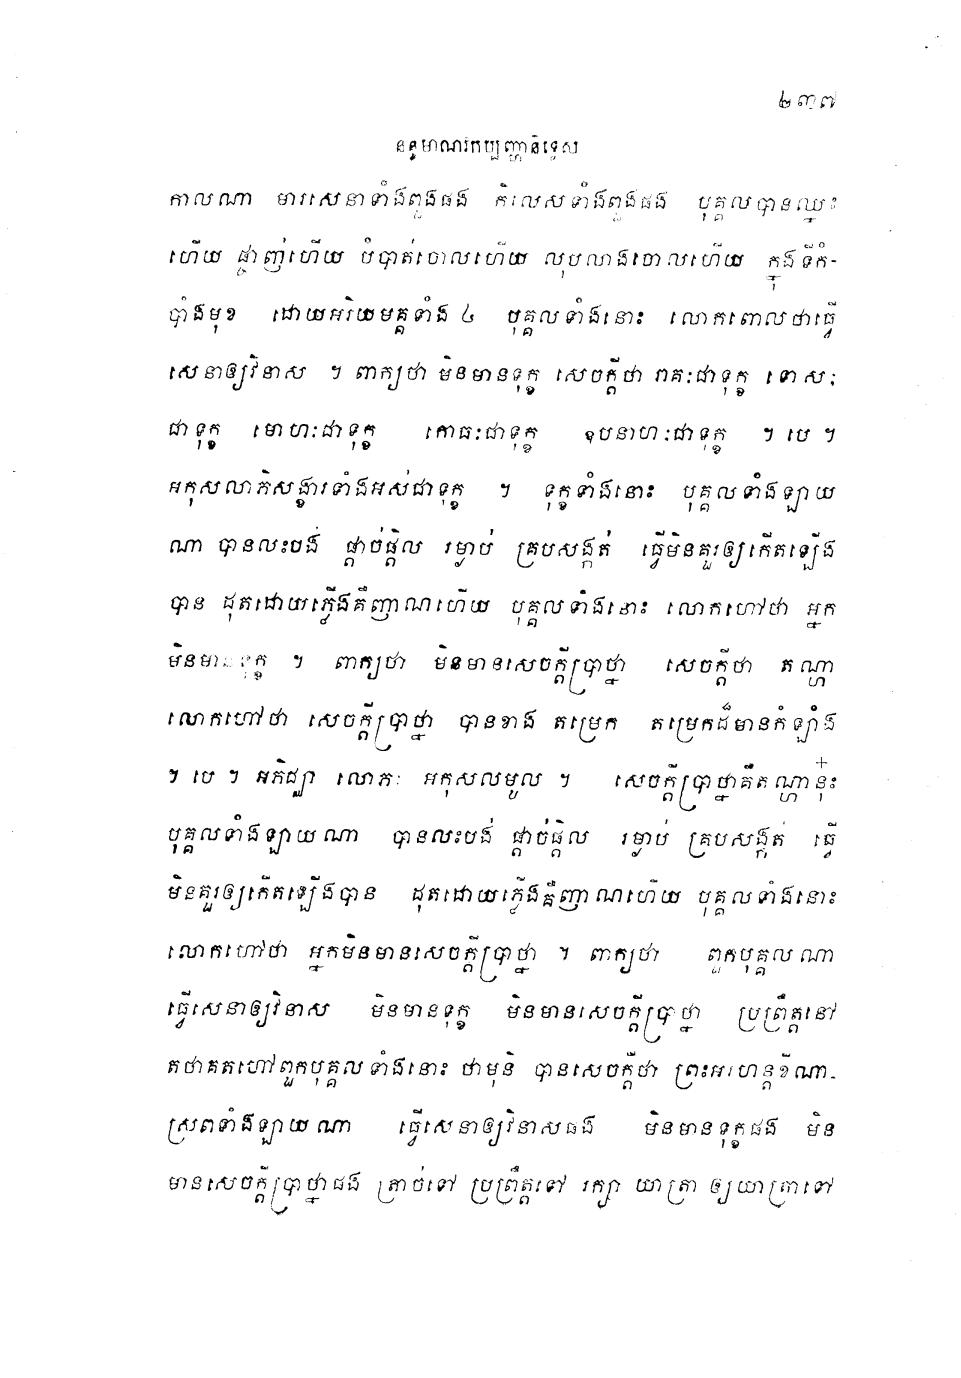 ២៣៧
នន្ទមាណវកប្បញ្ហានិទ្ទេស
កាលណា មារសេនាទាំងពួងផង កិលេសទាំងពួងផង បុគ្គលបានឈ្នះ
ហើយ ផ្ចាញ់ហើយ បំបាត់ចោលហើយ លុបលាងចោលហើយ ក្នុងទីកំ-
បាំងមុខ ដោយអរិយមគ្គទាំង ៤ បុគ្គលទាំងនោះ លោកពោលថាធ្វើ
សេនាឲ្យវិនាស ។ ពាក្យថា មិនមានទុក្ខ សេចក្តីថា រាគៈជាទុក្ខ ទោសៈ
ជាទុក្ខ មោហៈជាទុក្ខ កោធៈជាទុក្ខ ឧបនាហៈជាទុក្ខ ។ បេ ។
អកុសលាភិសង្ខារទាំងអស់ជាទុក្ខ ។ ទុក្ខទាំងនោះ បុគ្គលទាំងឡាយ
ណា បានលះបង់ ផ្តាច់ផ្តិល រម្ងាប់ គ្របសង្កត់ ធ្វើមិនគួរឲ្យកើតឡើង
បាន ដុតដោយភ្លើងគឺញាណហើយ បុគ្គលទាំងនោះ លោកហៅថា អ្នក
មិនមានទុក្ខ ។ ពាក្យថា មិនមានសេចក្តីប្រាថ្នា សេចក្តីថា តណ្ហា
លោកហៅថា សេចក្តីប្រាថ្នា បានខាង តម្រេក តម្រេកដ៏មានកំឡាំង
។ បេ ។ អភិជ្ឈា លោភៈ អកុសលមូល ។ សេចក្តីប្រាថ្នាគឺតណ្ហានុ៎ះ
បុគ្គលទាំងឡាយណា បានលះបង់ ផ្តាច់ផ្តិល រម្ងាប់ គ្របសង្កត់ ធ្វើ
មិនគួរឲ្យកើតឡើងបាន ដុតដោយភ្លើងគឺញាណហើយ បុគ្គលទាំងនោះ
លោកហៅថា អ្នកមិនមានសេចក្តីប្រាថ្នា ។ ពាក្យថា ពួកបុគ្គលណា
ធ្វើសេនាឲ្យវិនាស មិនមានទុក្ខ មិនមានសេចក្តីប្រាថ្នា ប្រព្រឹត្តនៅ
តថាគតហៅពួកបុគ្គលទាំងនោះ ថាមុនិ បានសេចក្តីថា ព្រះអរហន្តខីណា-
ស្រពទាំងឡាយណា ធ្វើសេនាឲ្យវិនាសផង មិនមានទុក្ខផង មិន
មានសេចក្តីប្រាថ្នាផង ត្រាច់ទៅ ប្រព្រឹត្តទៅ រក្សា យាត្រា ឲ្យយាត្រាទៅ